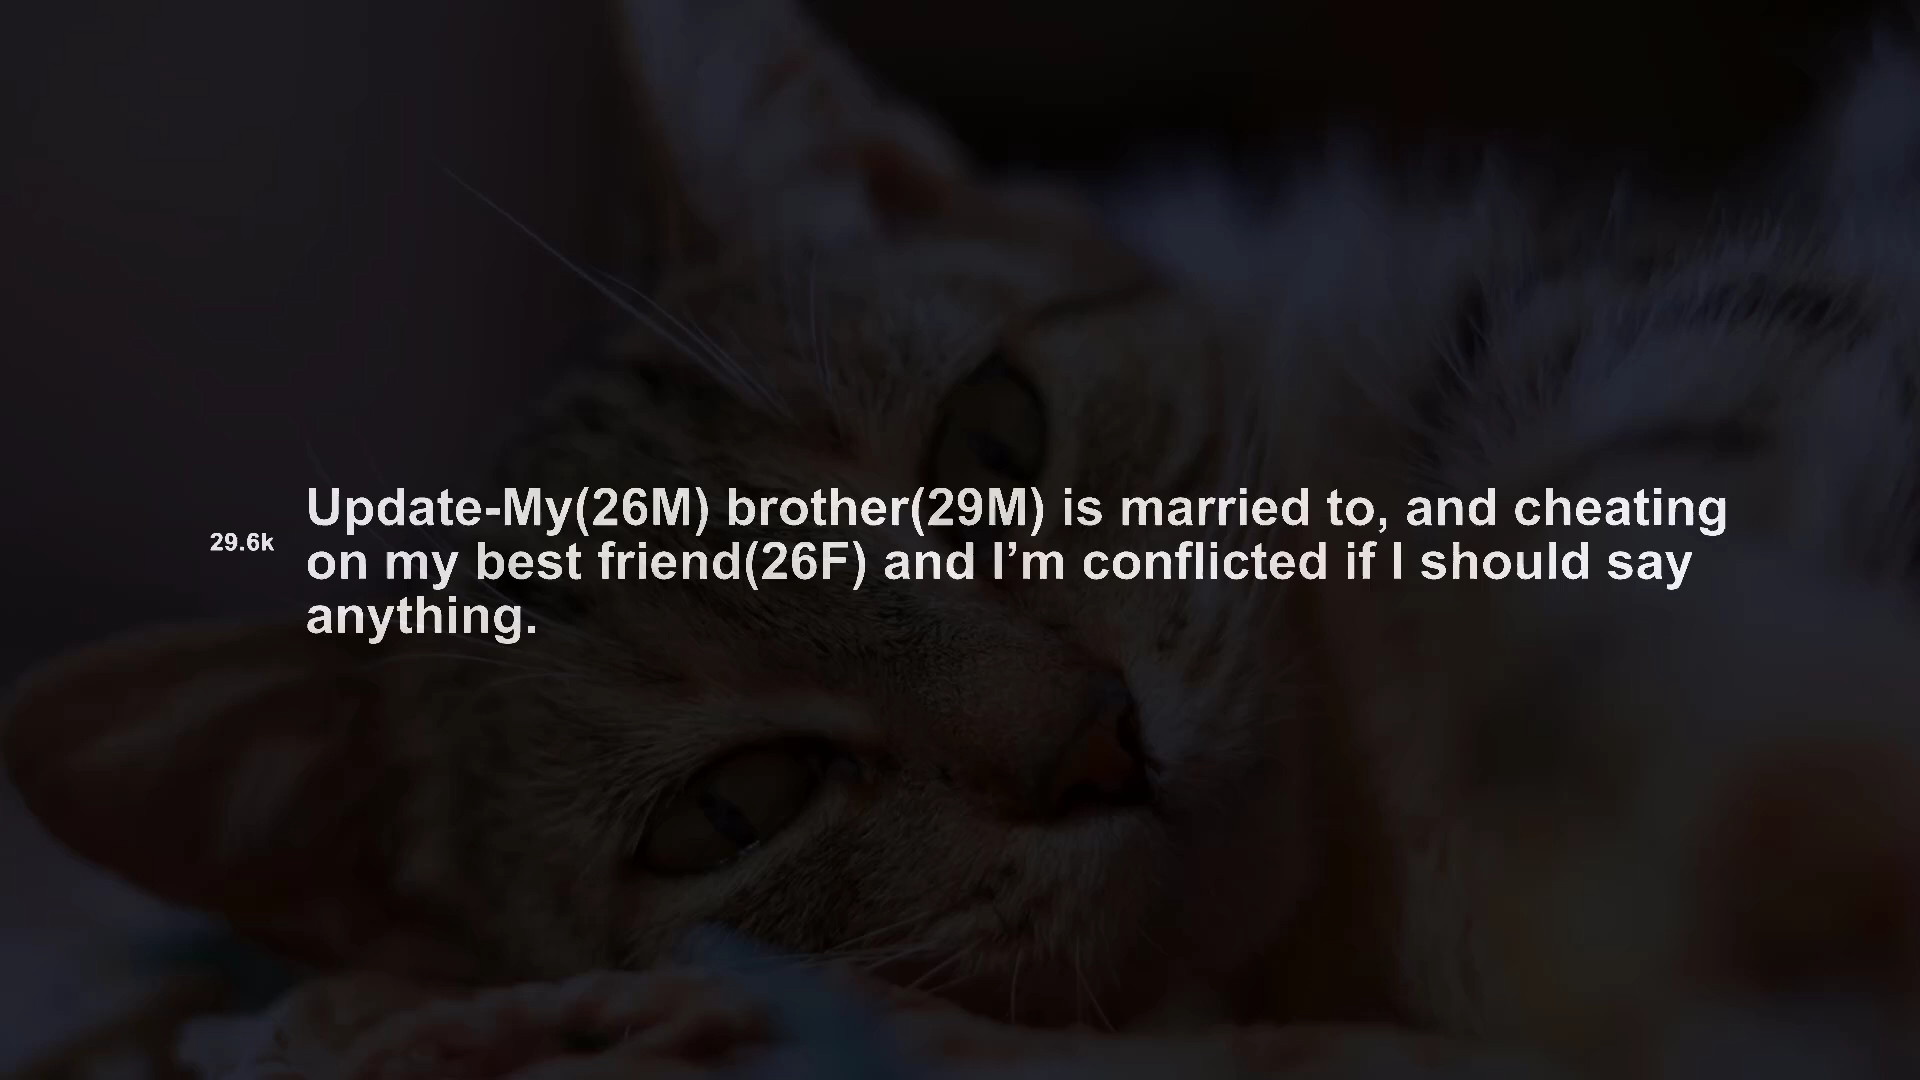 Update-My(26M) brother(29M) is married to, and cheating
29.6k
on my best friend(26F) and I’m conflicted if I should say
anything.